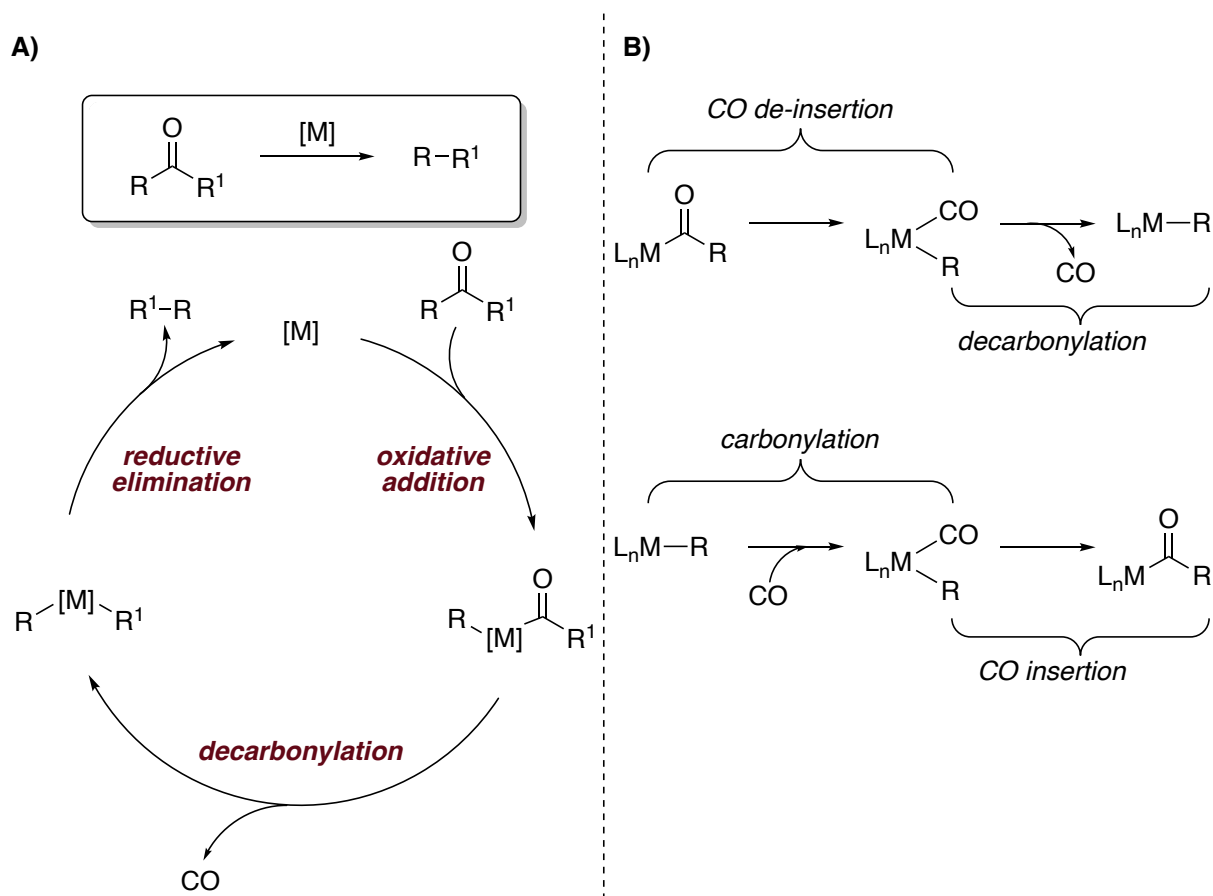 A)
O
R
R¹
[M]
R–R¹
O
R
R¹
R¹–R
[M]
reductive
elimination
oxidative
addition
R
[M]
R¹
O
R
[M]
R¹
decarbonylation
CO
B)
CO de-insertion
O
LₙM
R
CO
LₙM
R
CO
LₙM—R
decarbonylation
carbonylation
LₙM—R
CO
CO
LₙM
R
O
LₙM
R
CO insertion